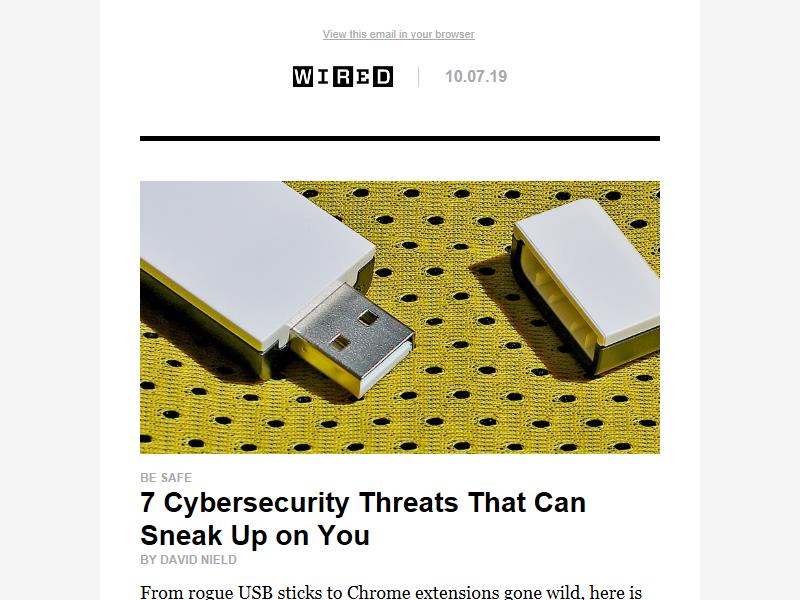 View this email in your browser
WIRED
10.07.19
BE SAFE
7 Cybersecurity Threats That Can
Sneak Up on You
BY DAVID NIELD
From rogue USB sticks to Chrome extensions gone wild, here is